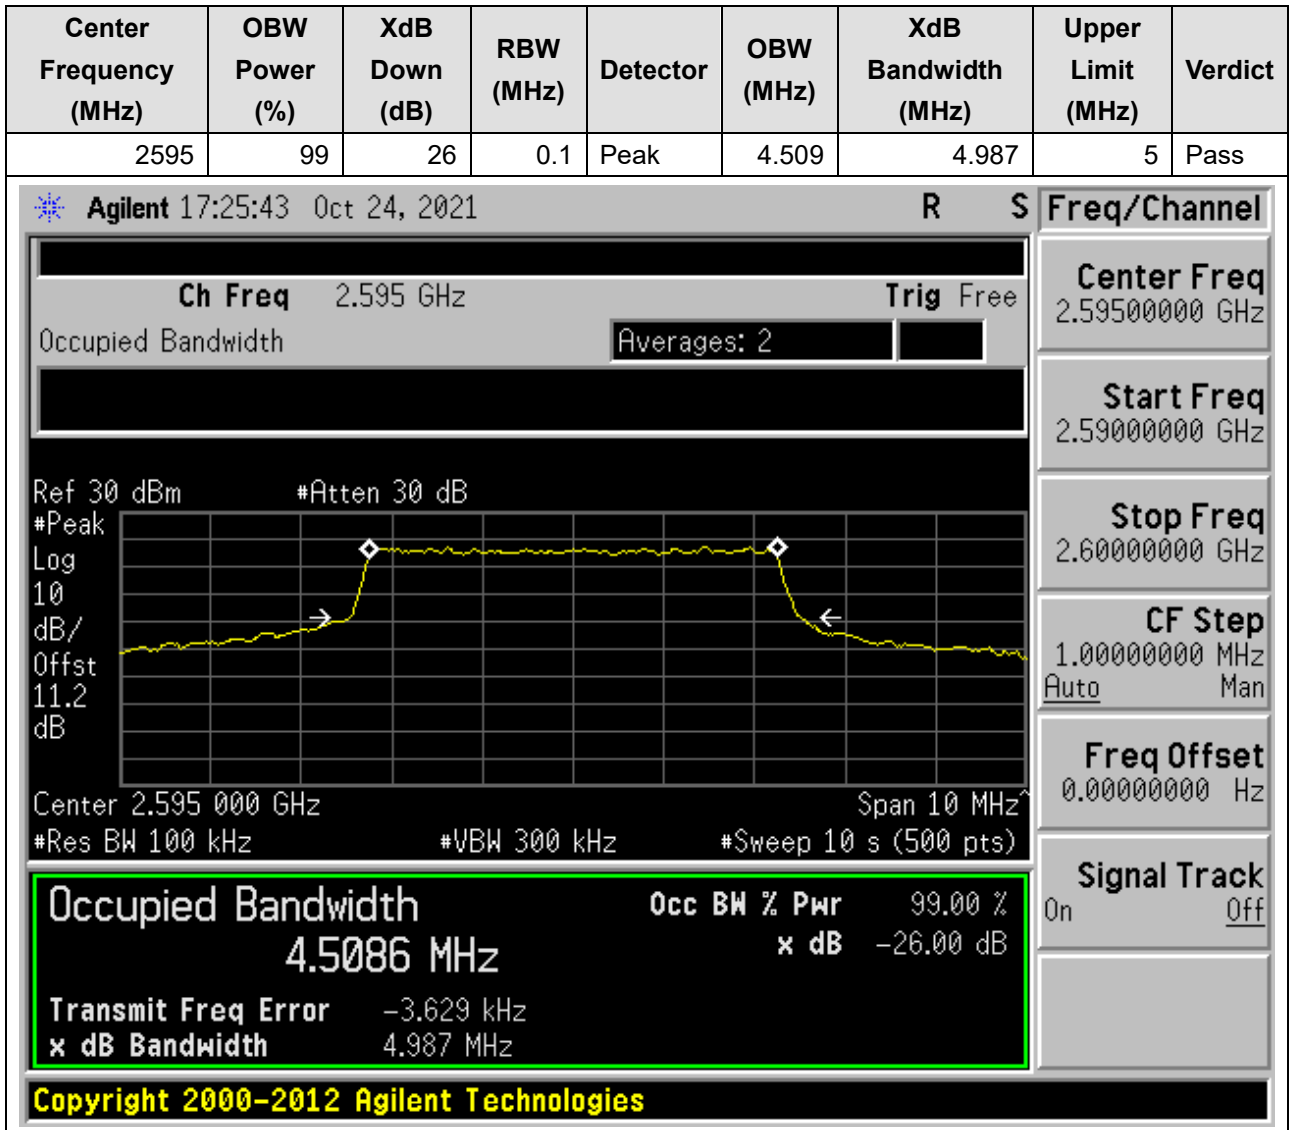 Center Frequency (MHz) OBW Power (%) XdB Down (dB) RBW (MHz) Detector OBW (MHz) XdB Bandwidth (MHz) Upper Limit (MHz) Verdict
2595 99 26 0.1 Peak 4.509 4.987 5 Pass
Agilent 17:25:43 Oct 24, 2021 R S Freq/Channel
Ch Freq 2.595 GHz Trig Free
Occupied Bandwidth Averages: 2
Center Freq
2.59500000 GHz
Start Freq
2.59000000 GHz
Stop Freq
2.60000000 GHz
CF Step
1.00000000 MHz
Auto Man
Freq Offset
0.00000000 Hz
Signal Track
On Off
Ref 30 dBm #Atten 30 dB
#Peak
Log
10
dB/
Offst
11.2
dB
Center 2.595 000 GHz Span 10 MHz^
#Res BW 100 kHz #VBW 300 kHz #Sweep 10 s (500 pts)
Occupied Bandwidth Occ BW % Pwr 99.00 %
4.5086 MHz x dB -26.00 dB
Transmit Freq Error -3.629 kHz
x dB Bandwidth 4.987 MHz
Copyright 2000-2012 Agilent Technologies